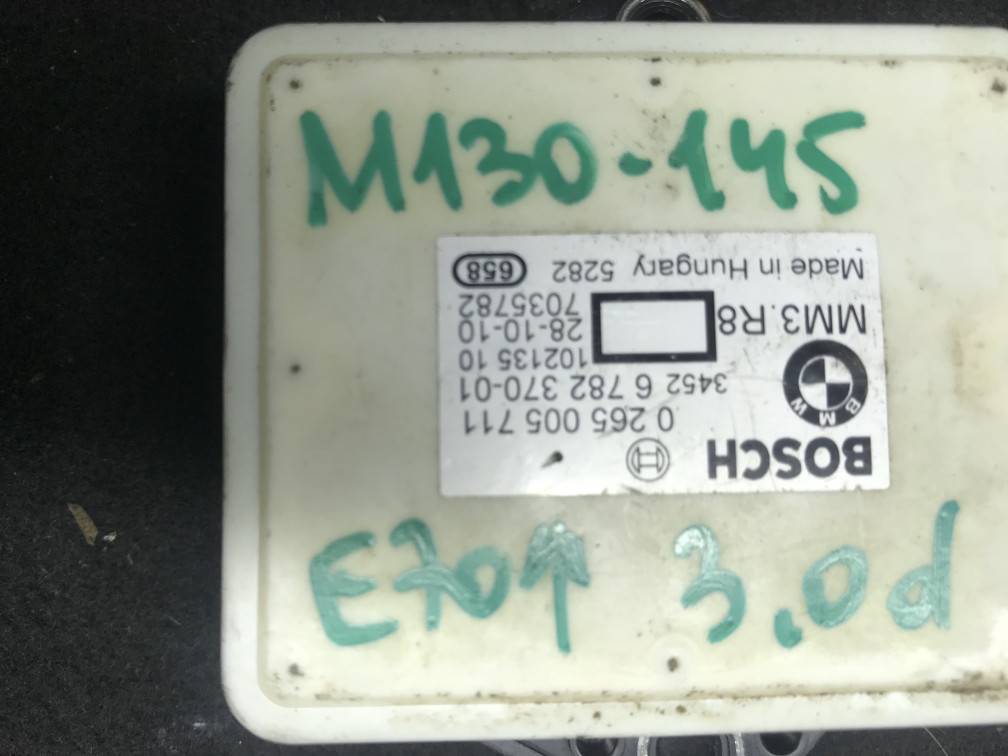 M130-145
BOSCH
0 265 005 711
BMW
3452 6 782 370-01
102135 10
28-10-10
MM3.R8
7035782
Made in Hungary 5282 658
E70↑ 3.0d